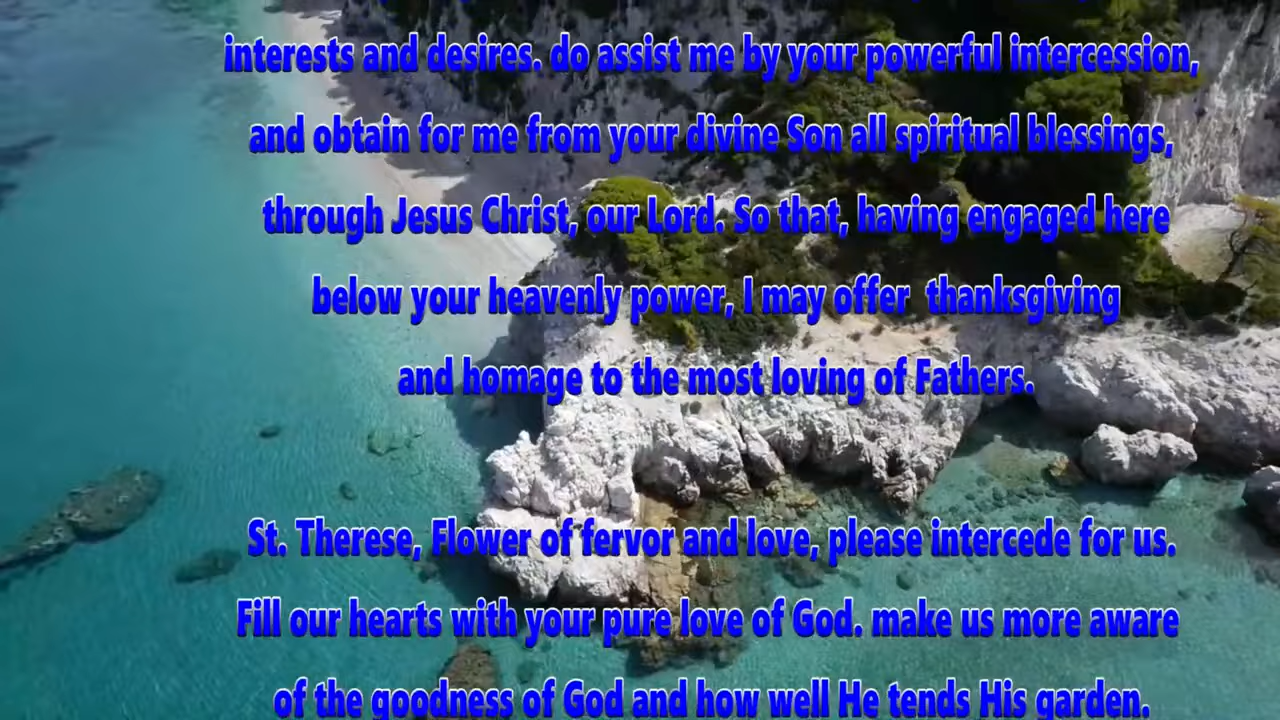 interests and desires. do assist me by your powerful intercession,
and obtain for me from your divine Son all spiritual blessings,
through Jesus Christ, our Lord. So that, having engaged here
below your heavenly power, I may offer  thanksgiving
and homage to the most loving of Fathers.
St. Therese, Flower of fervor and love, please intercede for us.
Fill our hearts with your pure love of God. make us more aware
of the goodness of God and how well He tends His garden.